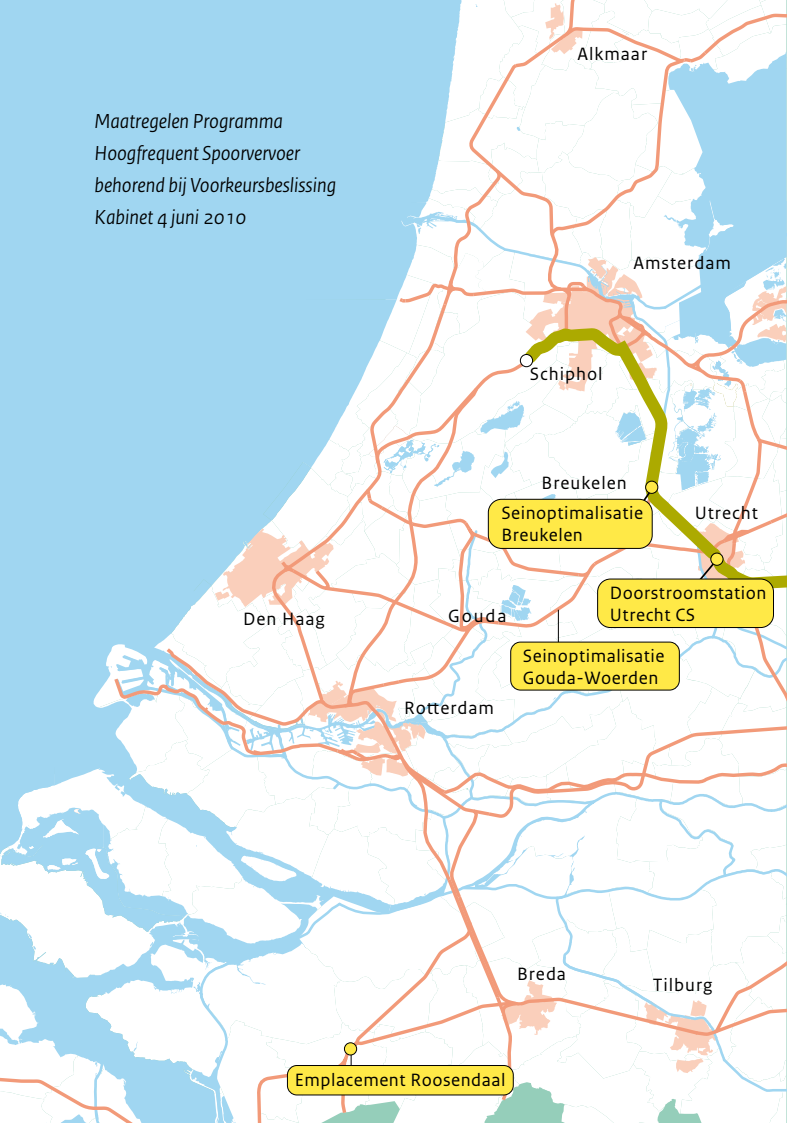 Alkmaar
Maatregelen Programma
Hoogfrequent Spoorvervoer
behorend bij Voorkeursbeslissing
Kabinet 4 juni 2010
Amsterdam
Schiphol
Breukelen
Seinoptimalisatie
Breukelen
Utrecht
Doorstroomstation
Utrecht CS
Den Haag
Gouda
Seinoptimalisatie
Gouda-Woerden
Rotterdam
Breda
Tilburg
Emplacement Roosendaal